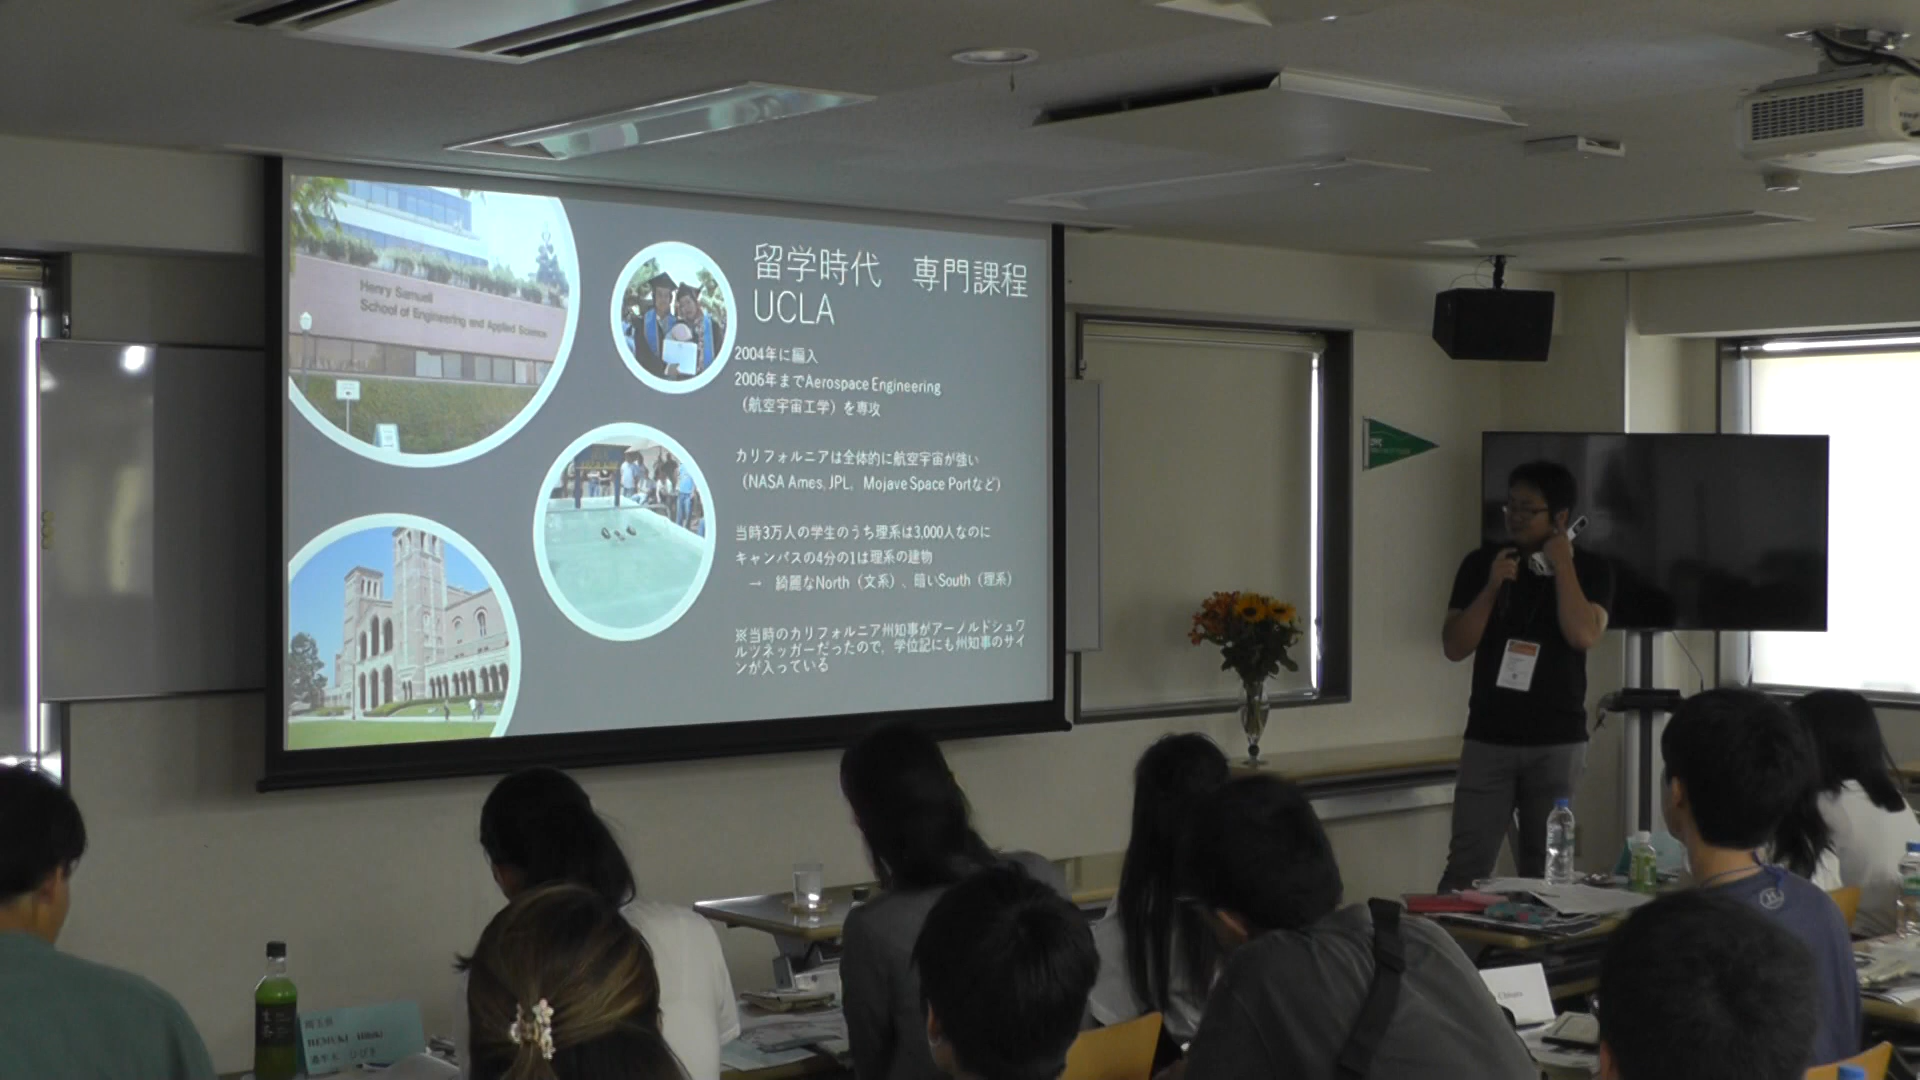 Henry Samueli
School of Engineering and Applied Science
留学時代　専門課程
UCLA
2004年に編入
2006年までAerospace Engineering
（航空宇宙工学）を専攻
カリフォルニアは全体的に航空宇宙が強い
（NASA Ames, JPL, Mojave Space Portなど）
当時3万人の学生のうち理系は3,000人なのに
キャンパスの4分の1は理系の建物
→　綺麗なNorth（文系）、暗いSouth（理系）
※当時のカリフォルニア州知事がアーノルドシュワ
ルツネッガーだったので、学位記にも州知事のサイ
ンが入っている